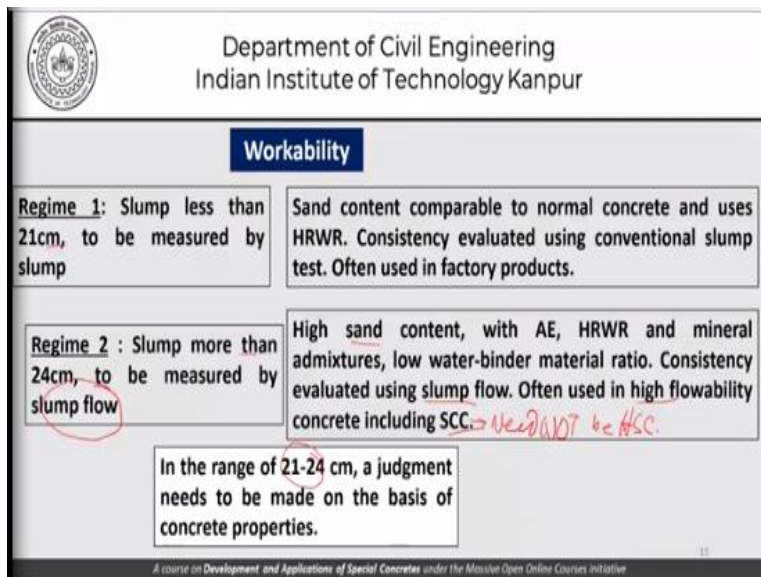 Department of Civil Engineering
Indian Institute of Technology Kanpur
Workability
Regime 1: Slump less than
21cm, to be measured by
slump
Sand content comparable to normal concrete and uses
HRWR. Consistency evaluated using conventional slump
test. Often used in factory products.
Regime 2 : Slump more than
24cm, to be measured by
slump flow
High sand content, with AE, HRWR and mineral
admixtures, low water-binder material ratio. Consistency
evaluated using slump flow. Often used in high flowability
concrete including SCC. → Need NOT be HSC.
In the range of 21-24 cm, a judgment
needs to be made on the basis of
concrete properties.
15
A course on Development and Applications of Special Concretes under the Massive Open Online Courses initiative